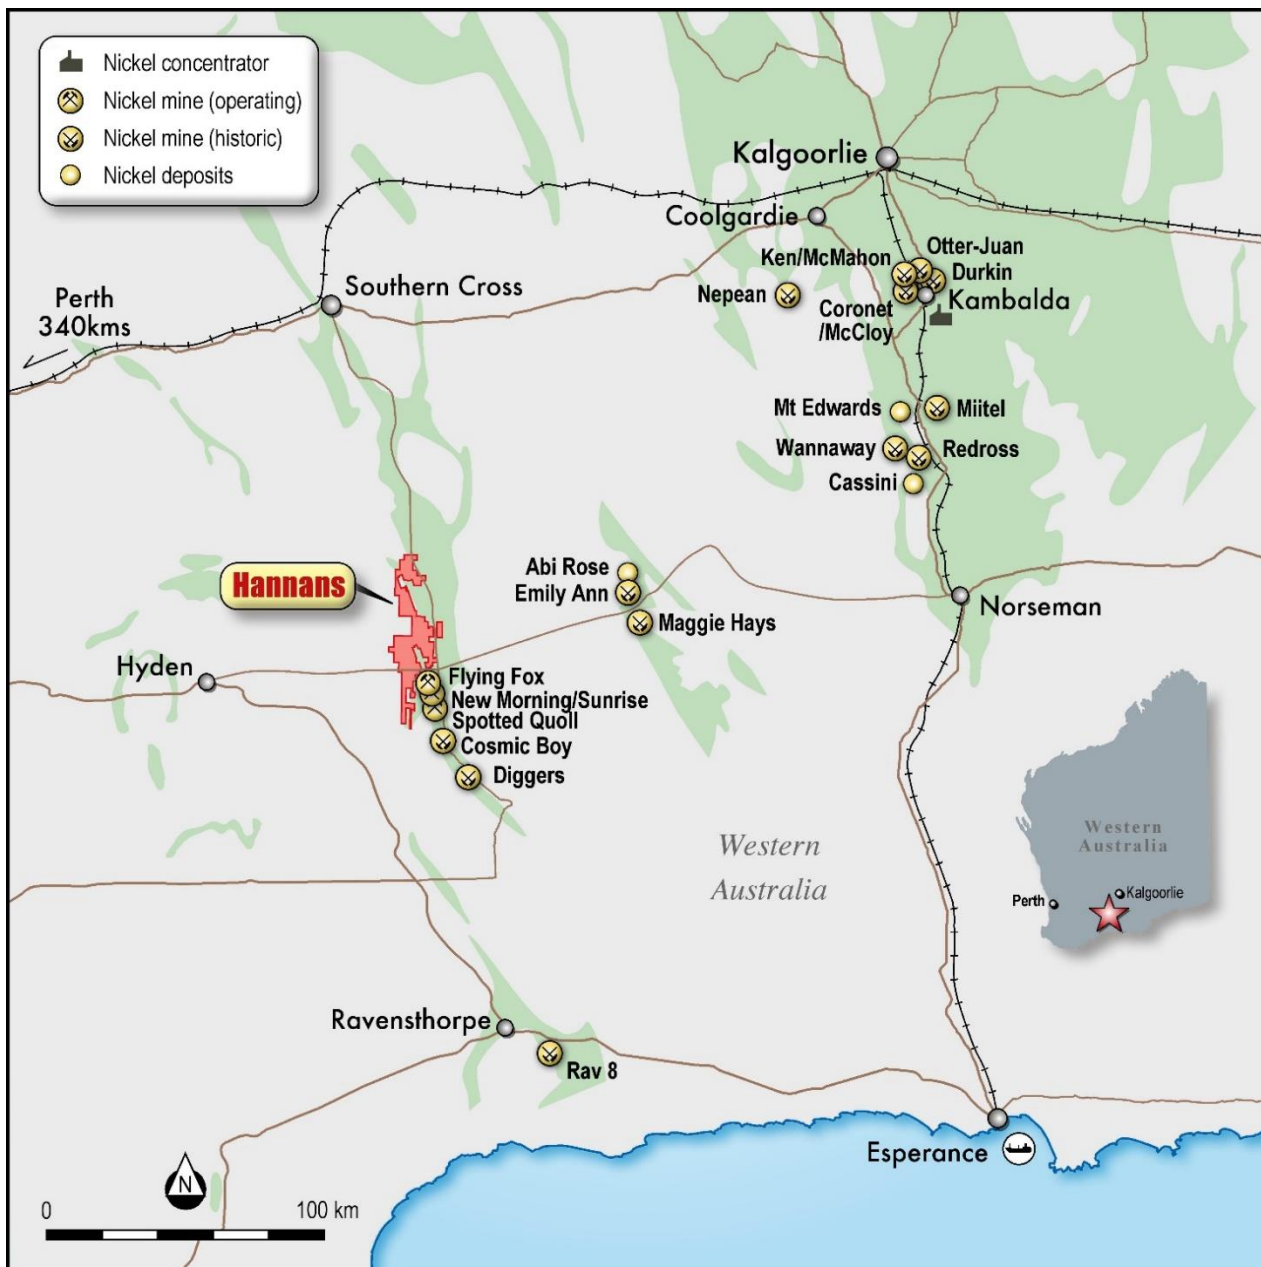 Nickel concentrator
Nickel mine (operating)
Nickel mine (historic)
Nickel deposits
Kalgoorlie
Coolgardie
Otter-Juan
Ken/McMahon
Durkin
Nepean
Kambalda
Coronet
/McCloy
Southern Cross
Perth
340kms
Mt Edwards
Miitel
Wannaway
Redross
Cassini
Abi Rose
Emily Ann
Maggie Hays
Norseman
Hannans
Hyden
Flying Fox
New Morning/Sunrise
Spotted Quoll
Cosmic Boy
Diggers
Western
Australia
Western
Australia
Perth
Kalgoorlie
Ravensthorpe
Rav 8
Esperance
N
0
100 km